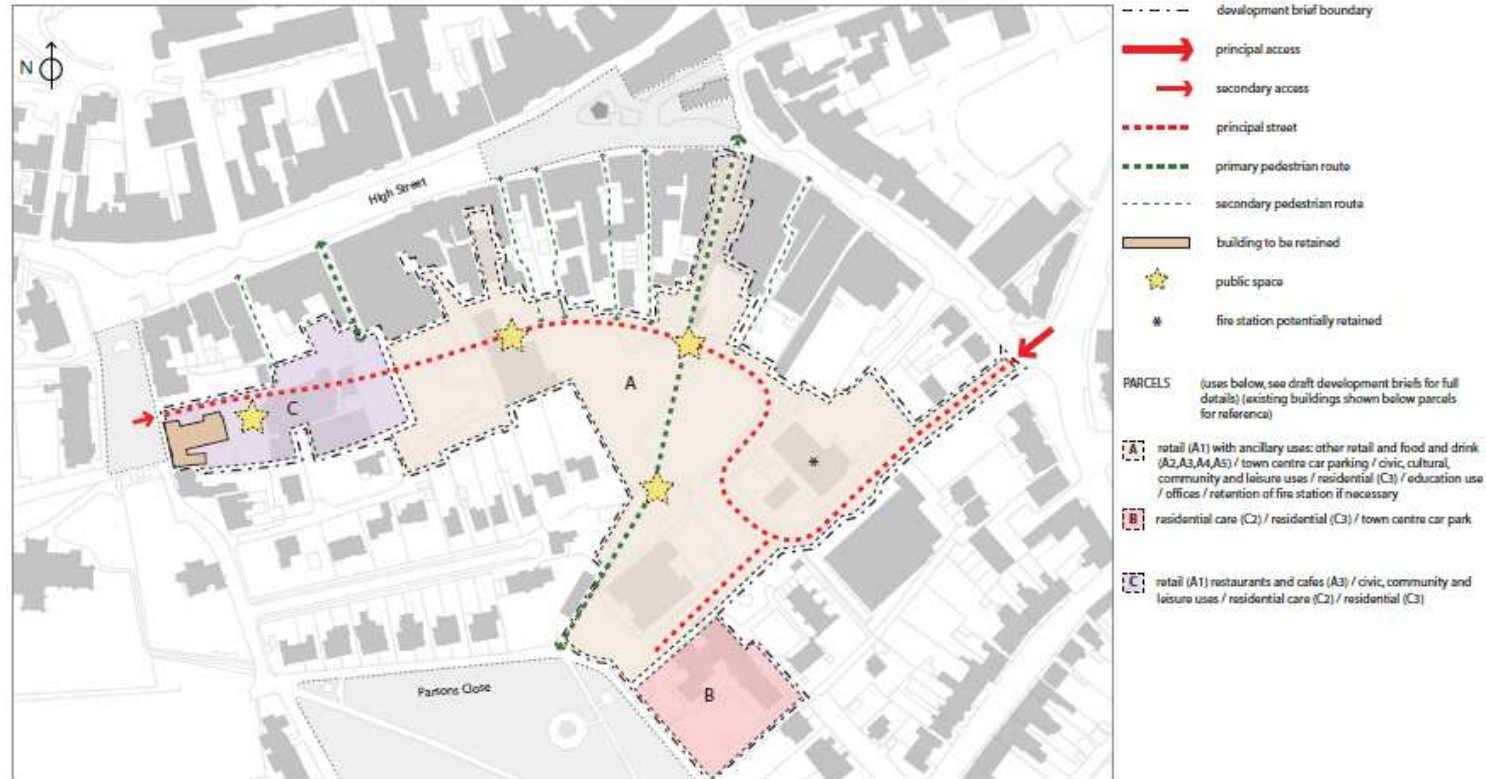 N
High Street
A
C
*
B
Parsons Close
development brief boundary
principal access
secondary access
principal street
primary pedestrian route
secondary pedestrian route
building to be retained
public space
* fire station potentially retained
PARCELS (uses below, see draft development briefs for full
details) (existing buildings shown below parcels
for reference)
A retail (A1) with ancillary uses: other retail and food and drink
(A2,A3,A4,A5) / town centre car parking / civic, cultural,
community and leisure uses / residential (C3) / education use
/ offices / retention of fire station if necessary
B residential care (C2) / residential (C3) / town centre car park
C retail (A1) restaurants and cafes (A3) / civic, community and
leisure uses / residential care (C2) / residential (C3)